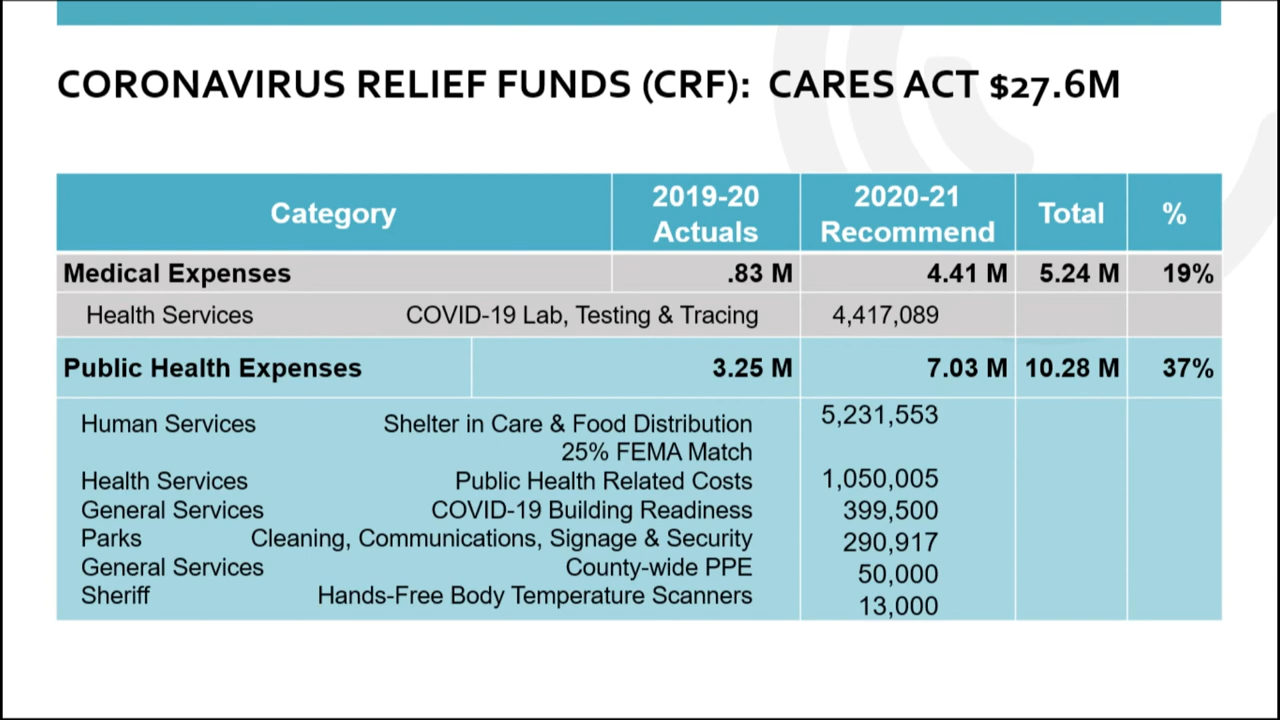 CORONAVIRUS RELIEF FUNDS (CRF): CARES ACT $27.6M
Category 2019-20 Actuals 2020-21 Recommend Total %
Medical Expenses .83 M 4.41 M 5.24 M 19%
Health Services COVID-19 Lab, Testing & Tracing 4,417,089
Public Health Expenses 3.25 M 7.03 M 10.28 M 37%
Human Services Shelter in Care & Food Distribution 5,231,553
25% FEMA Match
Health Services Public Health Related Costs 1,050,005
General Services COVID-19 Building Readiness 399,500
Parks Cleaning, Communications, Signage & Security 290,917
General Services County-wide PPE 50,000
Sheriff Hands-Free Body Temperature Scanners 13,000